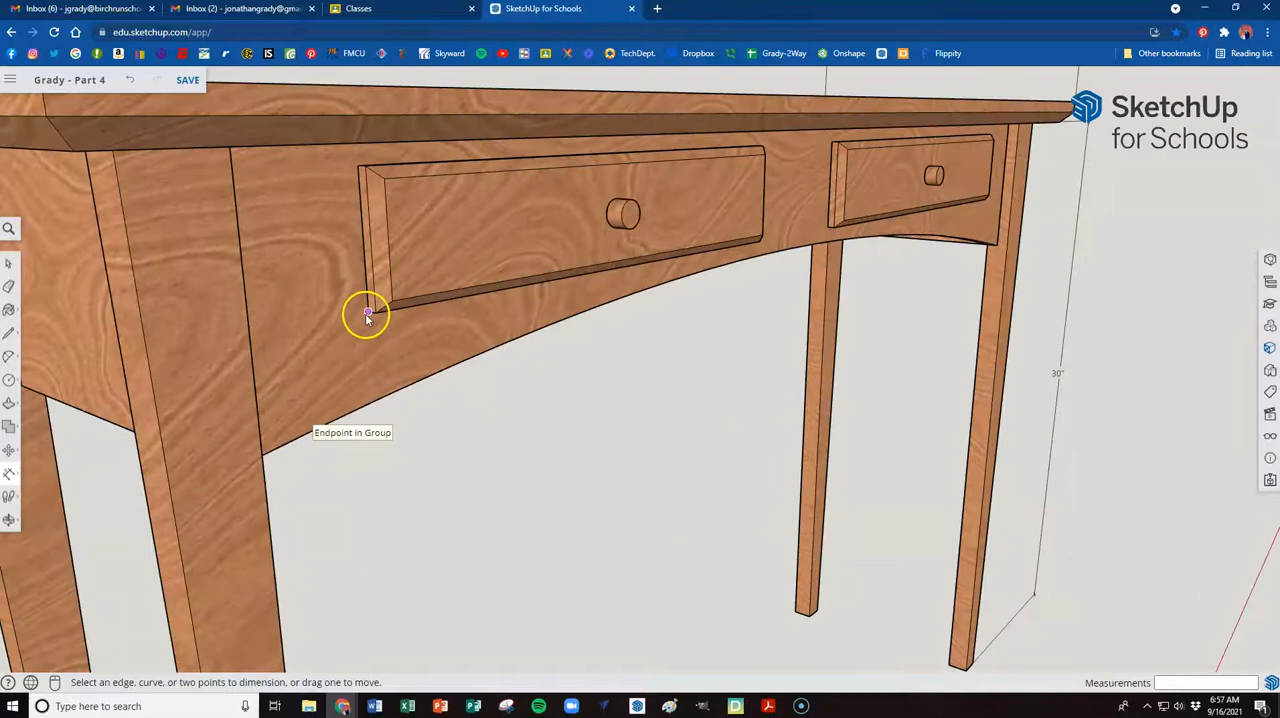 Inbox (6) - jgrady@birchrunschoo
Inbox (2) - jonathangrady@gma
Classes
SketchUp for Schools
edu.sketchup.com/app/
FMCU
Skyward
TechDept.
Dropbox
Grady-2Way
Onshape
Flippity
Other bookmarks
Reading list
Grady - Part 4
SAVE
SketchUp
for Schools
30"
Endpoint in Group
Select an edge, curve, or two points to dimension, or drag one to move.
Measurements
Type here to search
6:57 AM
9/16/2021